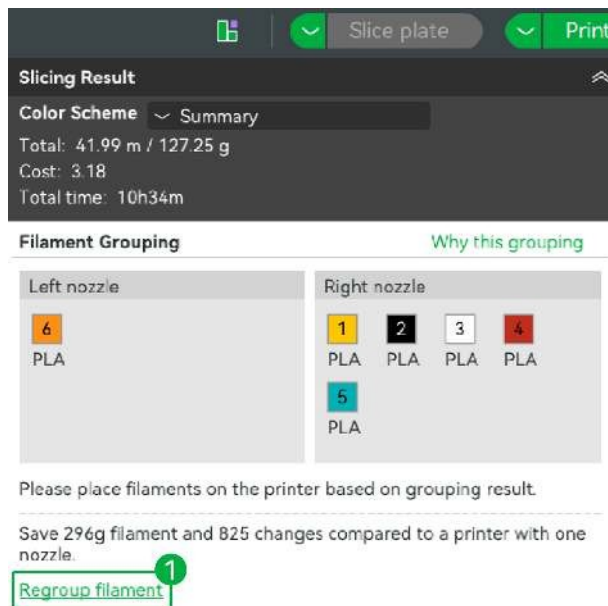 Slice plate
Print
Slicing Result
Color Scheme Summary
Total: 41.99 m / 127.25 g
Cost: 3.18
Total time: 10h34m
Filament Grouping Why this grouping
Left nozzle
6
PLA
Right nozzle
1 2 3 4
PLA PLA PLA PLA
5
PLA
Please place filaments on the printer based on grouping result.
Save 296g filament and 825 changes compared to a printer with one
nozzle.
1
Regroup filament